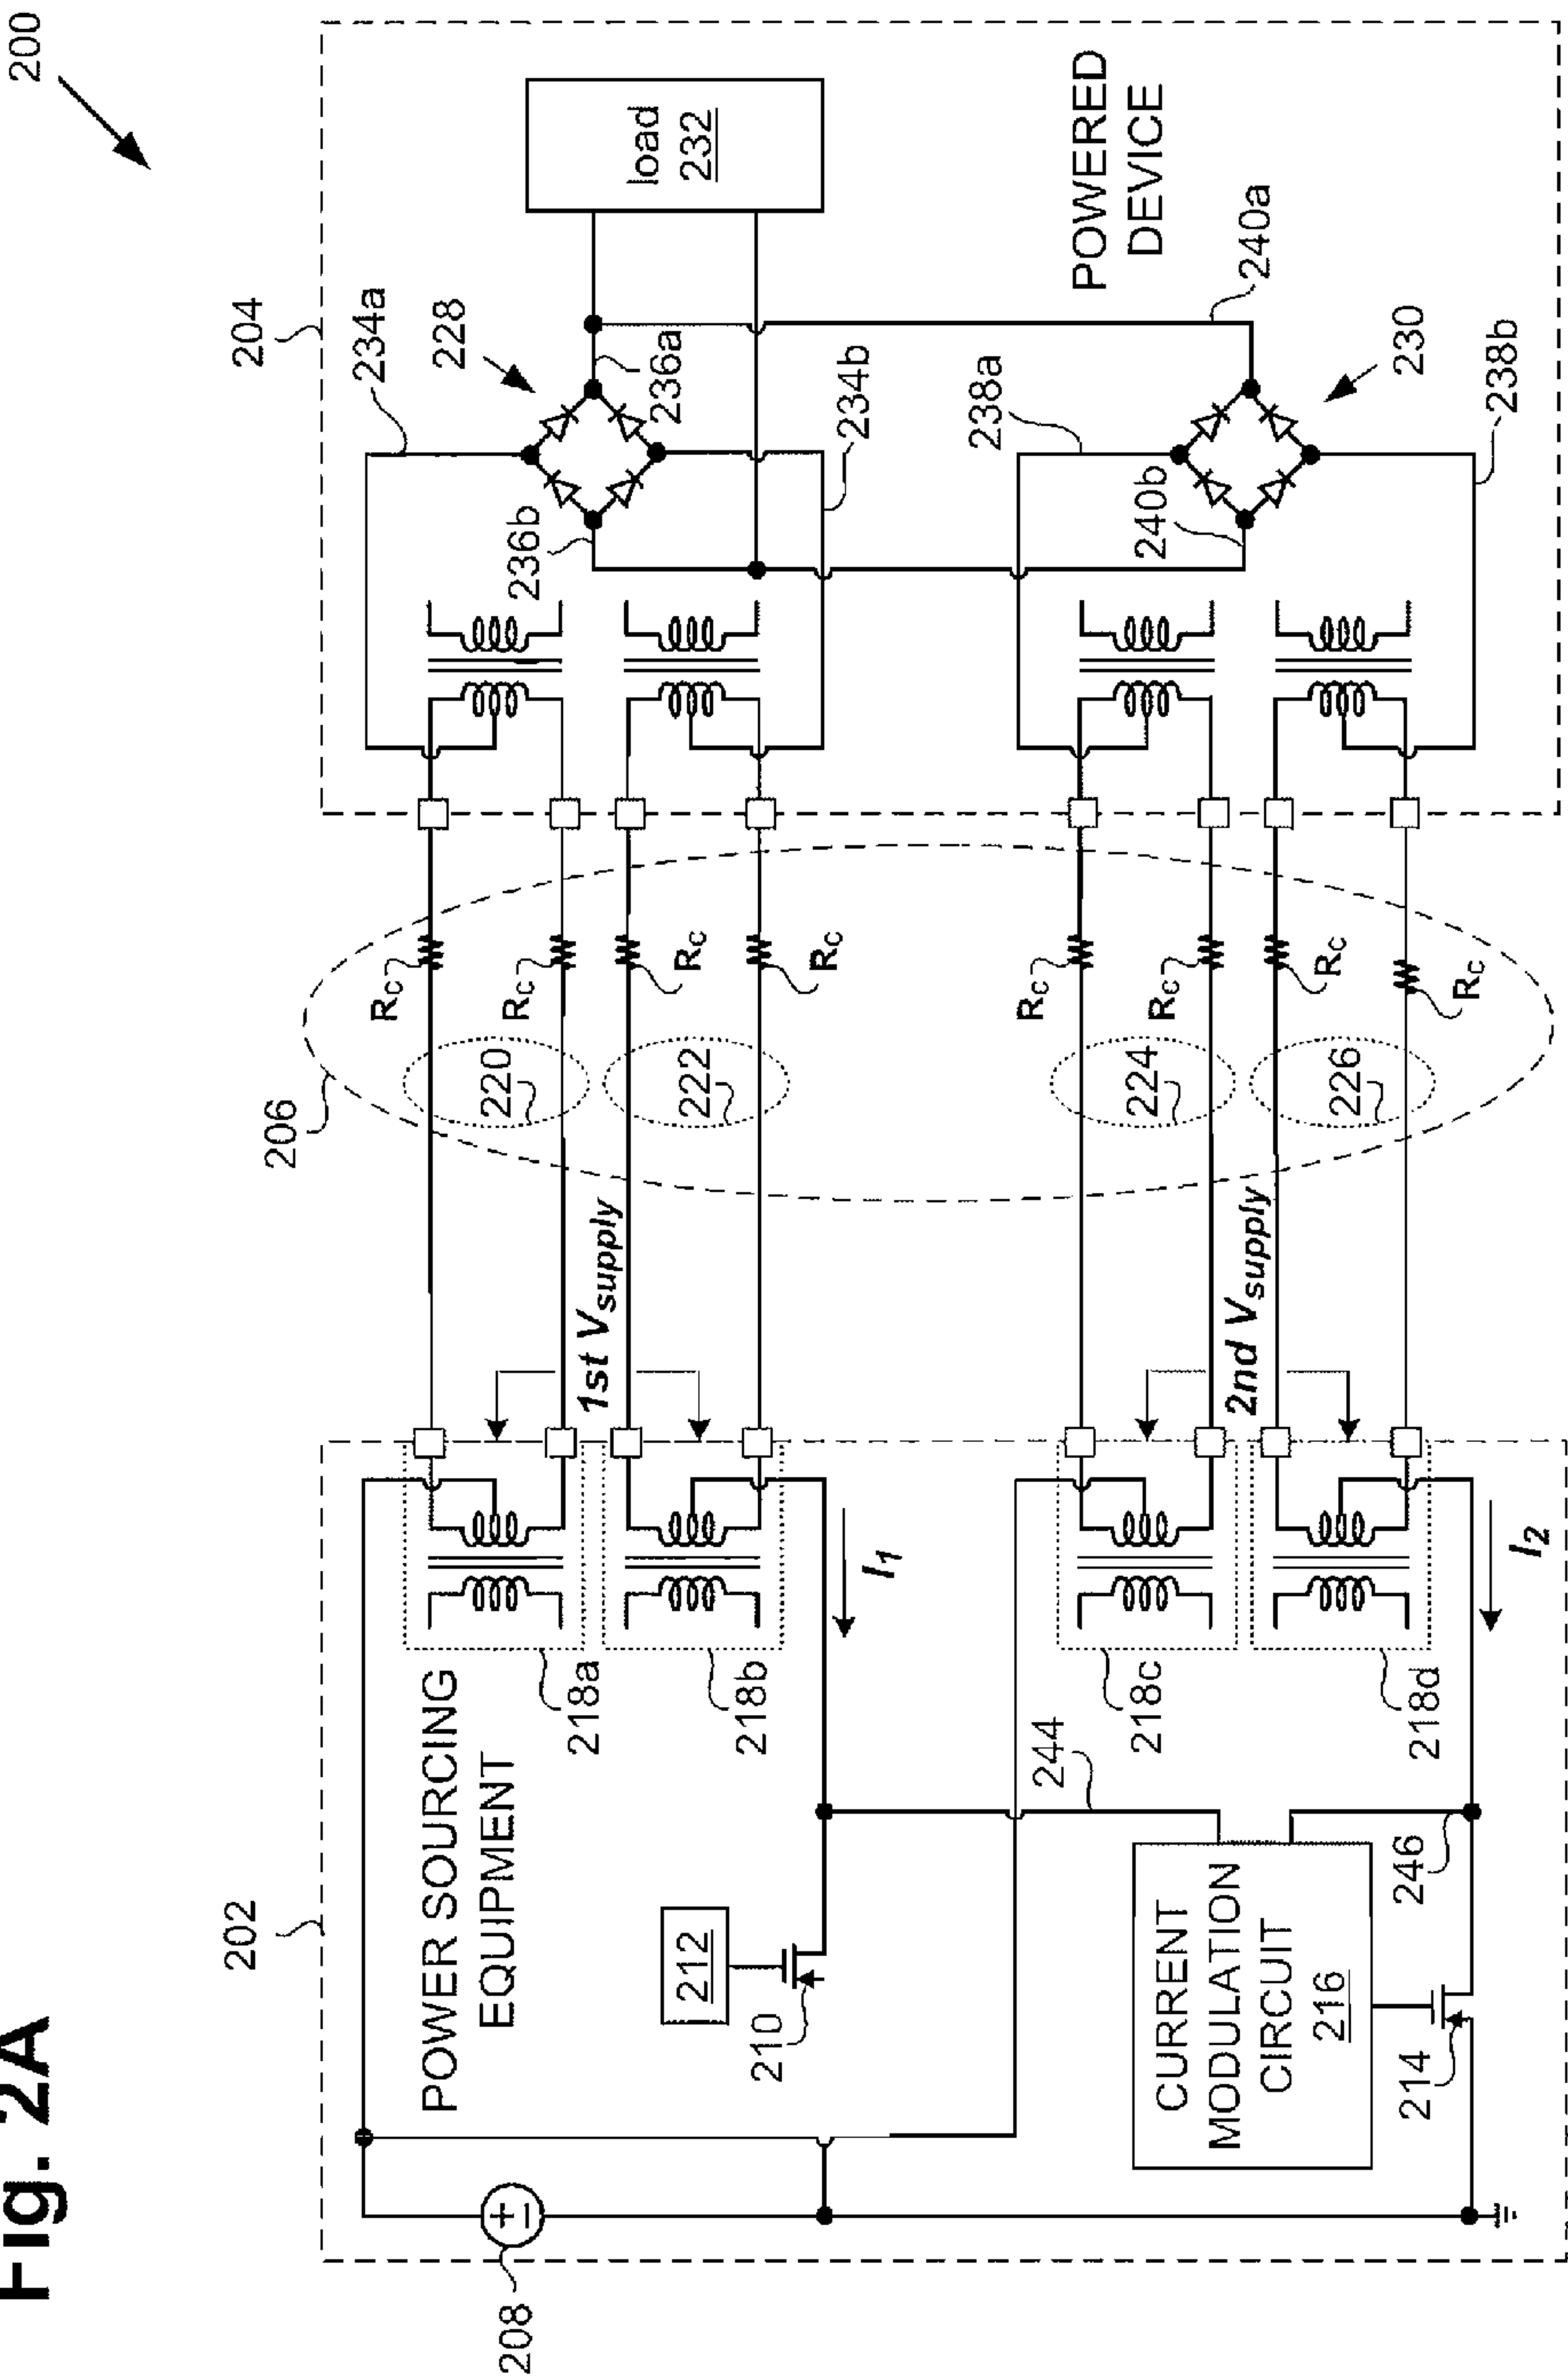 Fig. 2A
200
202
204
206
208
POWER SOURCING
EQUIPMENT
212
210
218a
218b
I1
1st Vsupply
RC
RC
RC
RC
220
222
234a
228
236a
236b
234b
load
232
POWERED
DEVICE
CURRENT
MODULATION
CIRCUIT
216
214
244
246
218c
218d
I2
2nd Vsupply
RC
RC
RC
RC
224
226
238a
240a
240b
230
238b